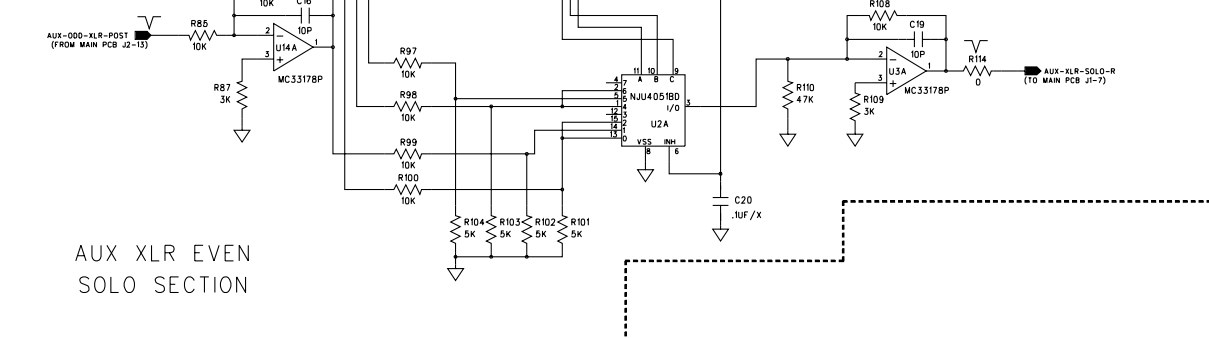 10K
C16
10P
R85
10K
AUX-ODD-XLR-POST
(FROM MAIN PCB J2-13)
2
3
1
U14A
MC33178P
R87
3K
R97
10K
R98
10K
R99
10K
R100
10K
R104
5K
R103
5K
R102
5K
R101
5K
11 10 9
A B C
4 7
2 6
5 5
1 4
12 3
15 2
14 1
13 0
NJU4051BD
I/O
3
U2A
VSS INH
8 6
C20
.1UF/X
R110
47K
R108
10K
C19
10P
2
3
1
U3A
MC33178P
R109
3K
R114
0
AUX-XLR-SOLO-R
(TO MAIN PCB J1-7)
AUX XLR EVEN
SOLO SECTION